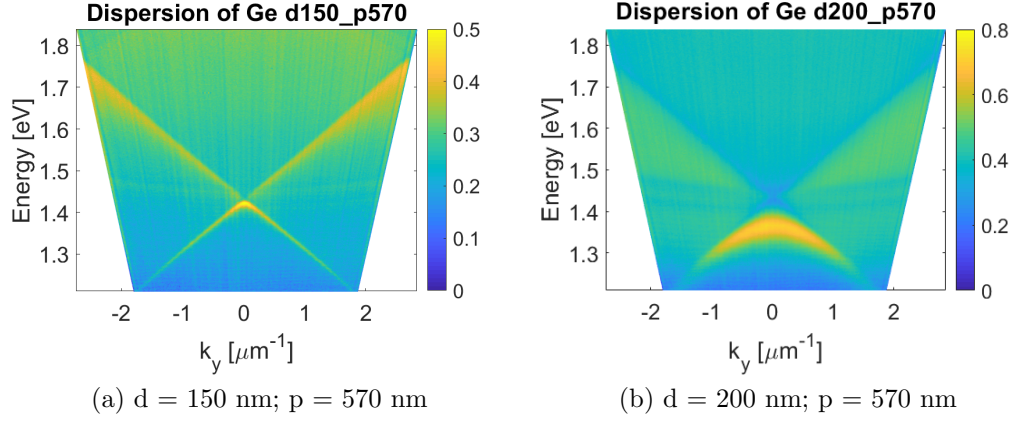 Dispersion of Ge d150_p570
Energy [eV]
1.8
1.7
1.6
1.5
1.4
1.3
-2 -1 0 1 2
k_y [μm^-1]
0.5
0.4
0.3
0.2
0.1
0
(a) d = 150 nm; p = 570 nm
Dispersion of Ge d200_p570
Energy [eV]
1.8
1.7
1.6
1.5
1.4
1.3
-2 -1 0 1 2
k_y [μm^-1]
0.8
0.6
0.4
0.2
0
(b) d = 200 nm; p = 570 nm